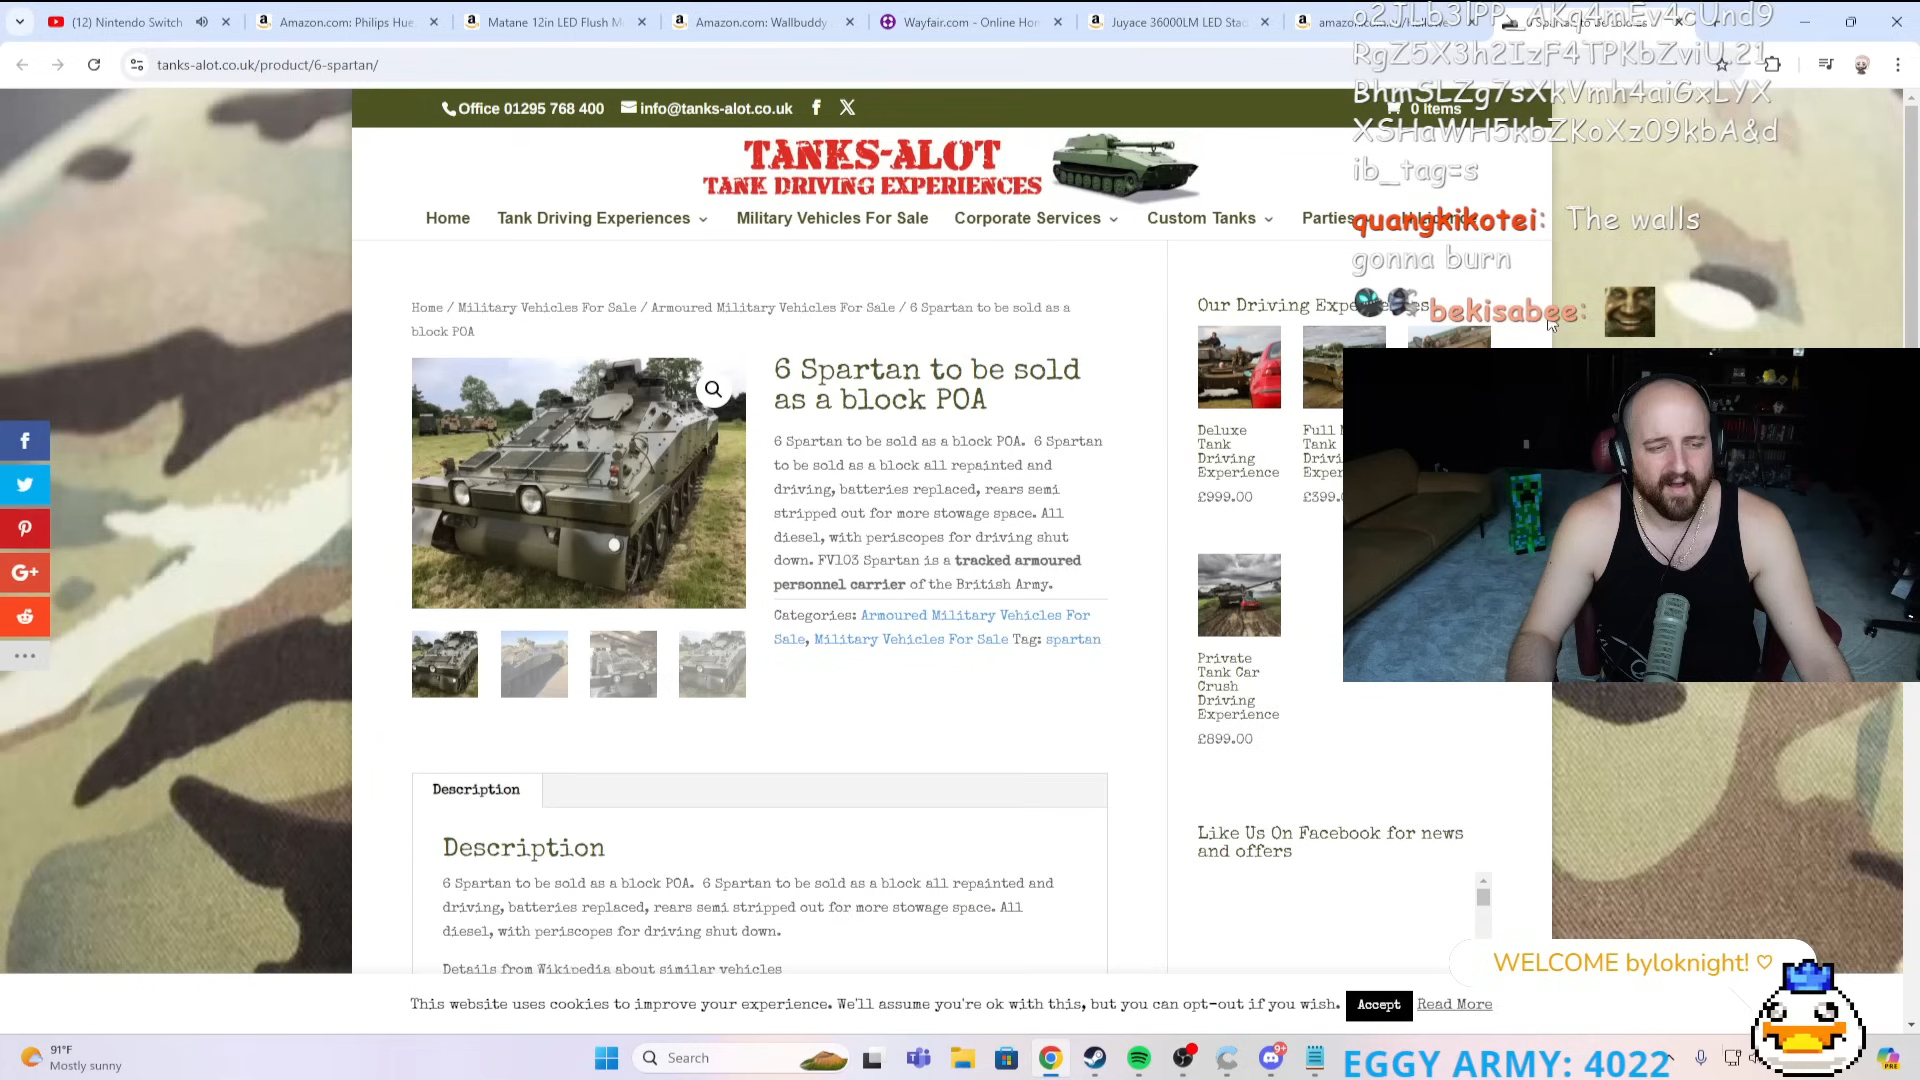 (12) Nintendo Switch
Amazon.com: Philips Hue
Matane 12in LED Flush M
Amazon.com: Wallbuddy
Wayfair.com - Online Hon
Juyace 36000LM LED Stac
tanks-alot.co.uk/product/6-spartan/
RgZ5X3h2IzF4TPKbZviU_21
BhmSLZg7sXkVmh4aiGxLYX
XSHaWH5kbZKoXz09kbA&d
ib_tag=s
quangkikotei: The walls
gonna burn
bekisabee:
Office 01295 768 400
info@tanks-alot.co.uk
0 Items
TANKS-ALOT
TANK DRIVING EXPERIENCES
Home
Tank Driving Experiences
Military Vehicles For Sale
Corporate Services
Custom Tanks
Parties
Home / Military Vehicles For Sale / Armoured Military Vehicles For Sale / 6 Spartan to be sold as a
block POA
6 Spartan to be sold
as a block POA
6 Spartan to be sold as a block POA. 6 Spartan
to be sold as a block all repainted and
driving, batteries replaced, rears semi
stripped out for more stowage space. All
diesel, with periscopes for driving shut
down. FV103 Spartan is a tracked armoured
personnel carrier of the British Army.
Categories: Armoured Military Vehicles For
Sale, Military Vehicles For Sale Tag: spartan
Our Driving Experiences
Deluxe
Tank
Driving
Experience
£999.00
Full M
Tank
Drivi
Exper
£399.
Private
Tank Car
Crush
Driving
Experience
£899.00
Like Us On Facebook for news
and offers
Description
Description
6 Spartan to be sold as a block POA. 6 Spartan to be sold as a block all repainted and
driving, batteries replaced, rears semi stripped out for more stowage space. All
diesel, with periscopes for driving shut down.
Details from Wikipedia about similar vehicles
This website uses cookies to improve your experience. We'll assume you're ok with this, but you can opt-out if you wish.
Accept
Read More
WELCOME byloknight! ♡
91°F
Mostly sunny
Search
9+
EGGY ARMY: 4022